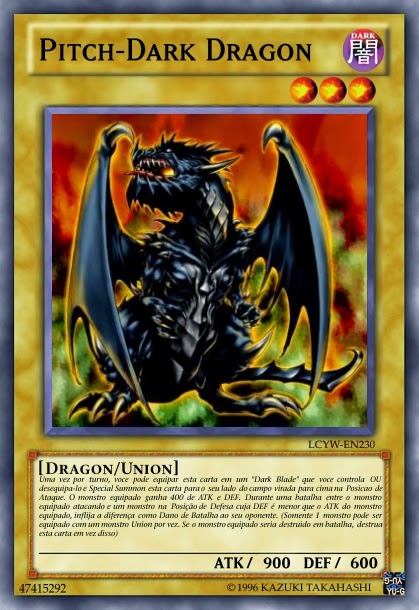 PITCH-DARK DRAGON
DARK
闇
LCYW-EN230
[DRAGON/UNION]
Uma vez por turno, voce pode equipar esta carta em um "Dark Blade" que voce controla OU
desequipa-lo e Special Summon esta carta para o seu lado do campo virada para cima na Posicao de
Ataque. O monstro equipado ganha 400 de ATK e DEF. Durante uma batalha entre o monstro
equipado atacando e um monstro na Posição de Defesa cuja DEF é menor que o ATK do monstro
equipado, inflija a diferença como Dano de Batalha ao seu oponente. (Somente 1 monstro pode ser
equipado com um monstro Union por vez. Se o monstro equipado seria destruido em batalha, destrua
esta carta em vez disso)
ATK / 900 DEF / 600
47415292
©1996 KAZUKI TAKAHASHI